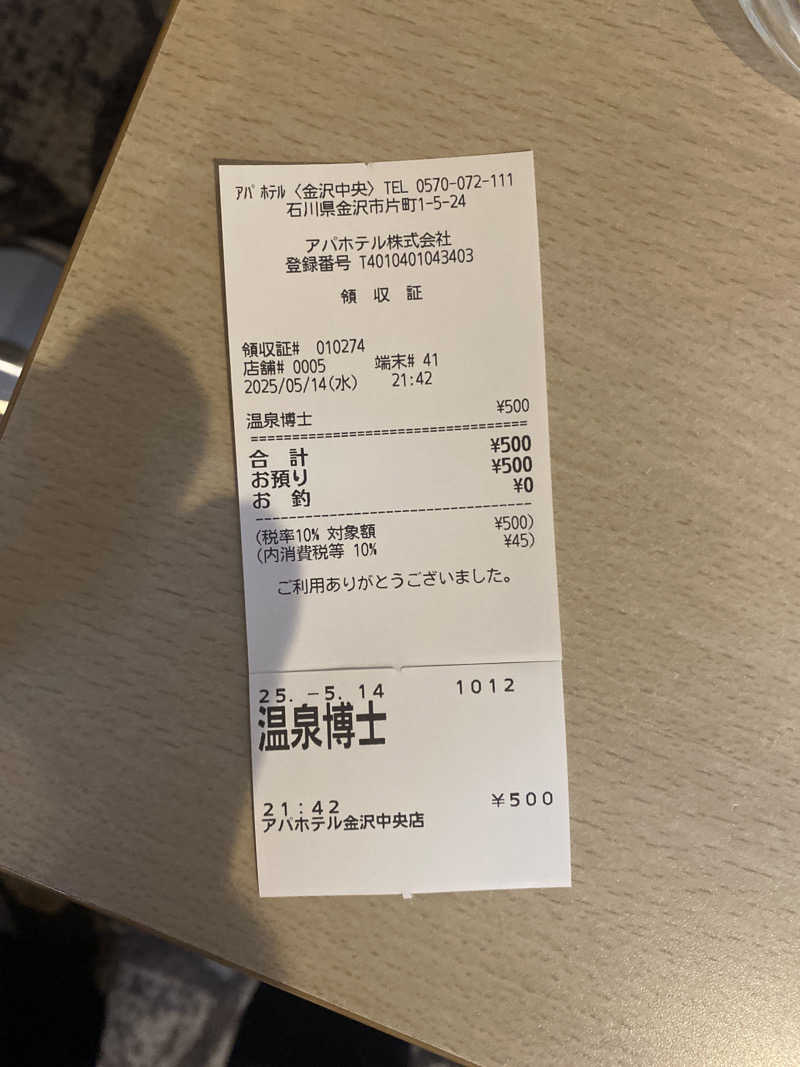 アパホテル〈金沢中央〉TEL 0570-072-111
石川県金沢市片町1-5-24
アパホテル株式会社
登録番号 T4010401043403
領 収 証
領収証# 010274
店舗# 0005 端末# 41
2025/05/14(水) 21:42
温泉博士 ¥500
================================
合 計 ¥500
お預り ¥500
お 釣 ¥0
--------------------------------
(税率10% 対象額 ¥500)
(内消費税等 10% ¥45)
ご利用ありがとうございました。
25.-5.14 1012
温泉博士
21:42 ¥500
アパホテル金沢中央店